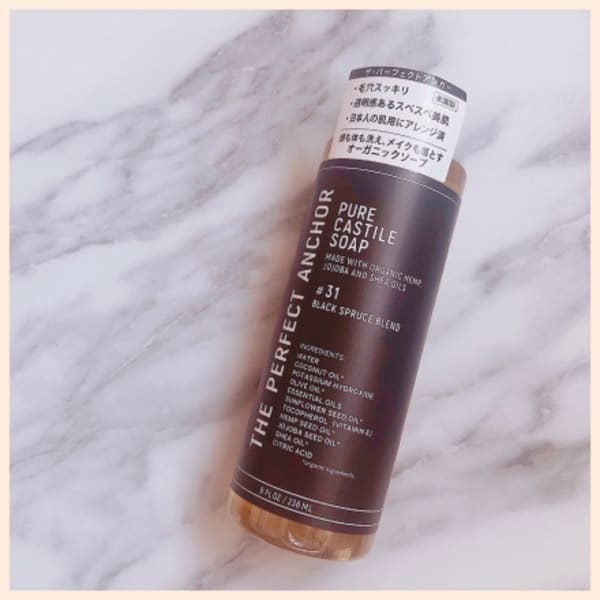 ザ・パーフェクトアンカー
・毛穴スッキリ
米国製
・透明感あるスベスベ美肌
・日本人の肌用にアレンジ済
顔も体も洗え、メイクも落とす
オーガニックソープ
THE PERFECT ANCHOR
PURE
CASTILE
SOAP
MADE WITH ORGANIC HEMP,
JOJOBA AND SHEA OILS
#31
BLACK SPRUCE BLEND
INGREDIENTS:
WATER
COCONUT OIL*
POTASSIUM HYDROXIDE
OLIVE OIL*
ESSENTIAL OILS
SUNFLOWER SEED OIL*
TOCOPHEROL (VITAMIN E)
HEMP SEED OIL*
JOJOBA SEED OIL*
SHEA OIL*
CITRIC ACID
*organic ingredients
8 FL OZ / 236 ML